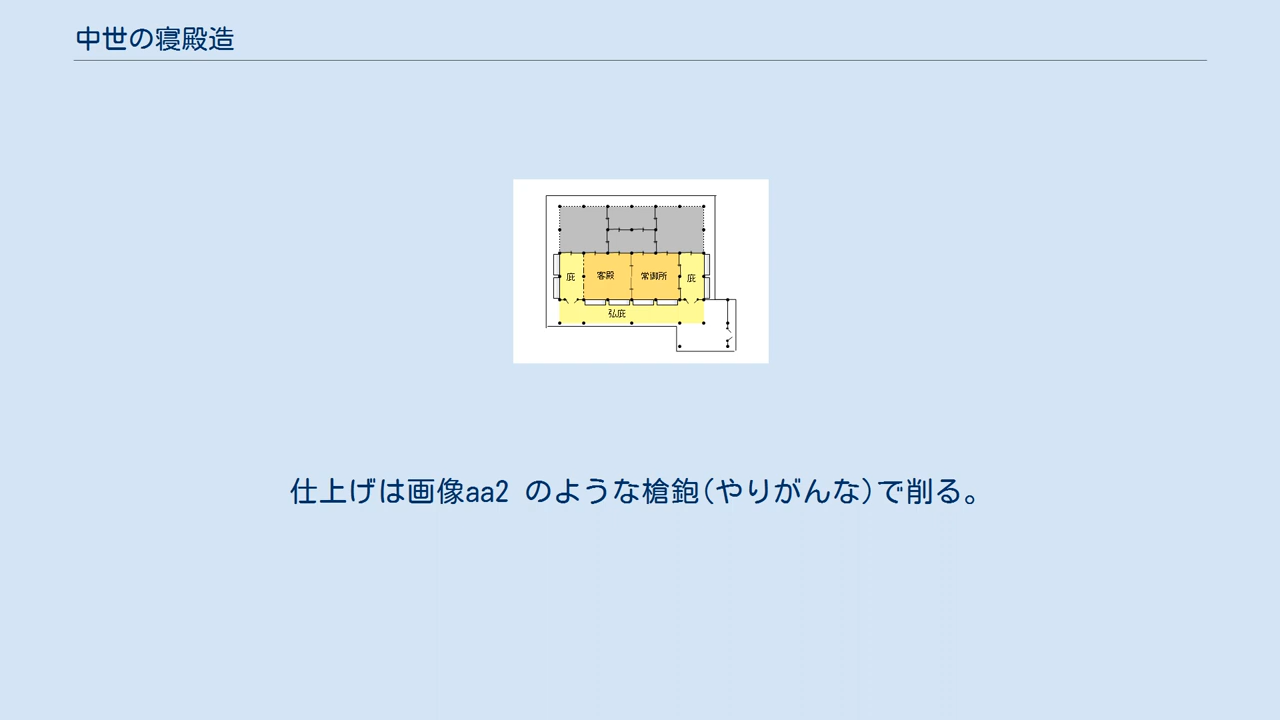 中世の寝殿造
庇
客殿
常御所
庇
弘庇
仕上げは画像aa2 のような槍鉋(やりがんな)で削る。